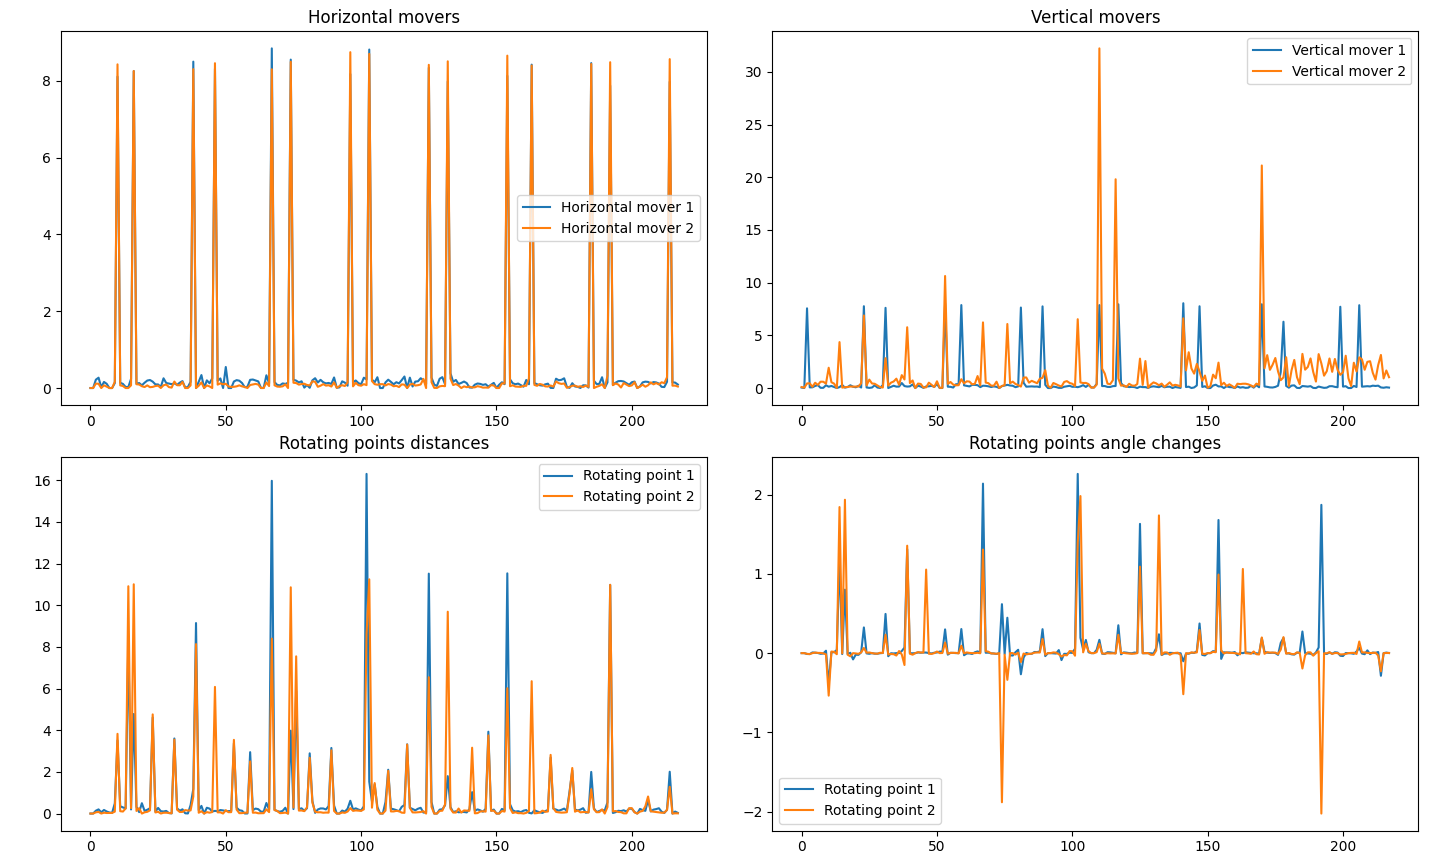 Horizontal movers
8
6
4
2
0
Horizontal mover 1
Horizontal mover 2
0 50 100 150 200
Vertical movers
30
25
20
15
10
5
0
Vertical mover 1
Vertical mover 2
0 50 100 150 200
Rotating points distances
16
14
12
10
8
6
4
2
0
Rotating point 1
Rotating point 2
0 50 100 150 200
Rotating points angle changes
2
1
0
−1
−2
Rotating point 1
Rotating point 2
0 50 100 150 200